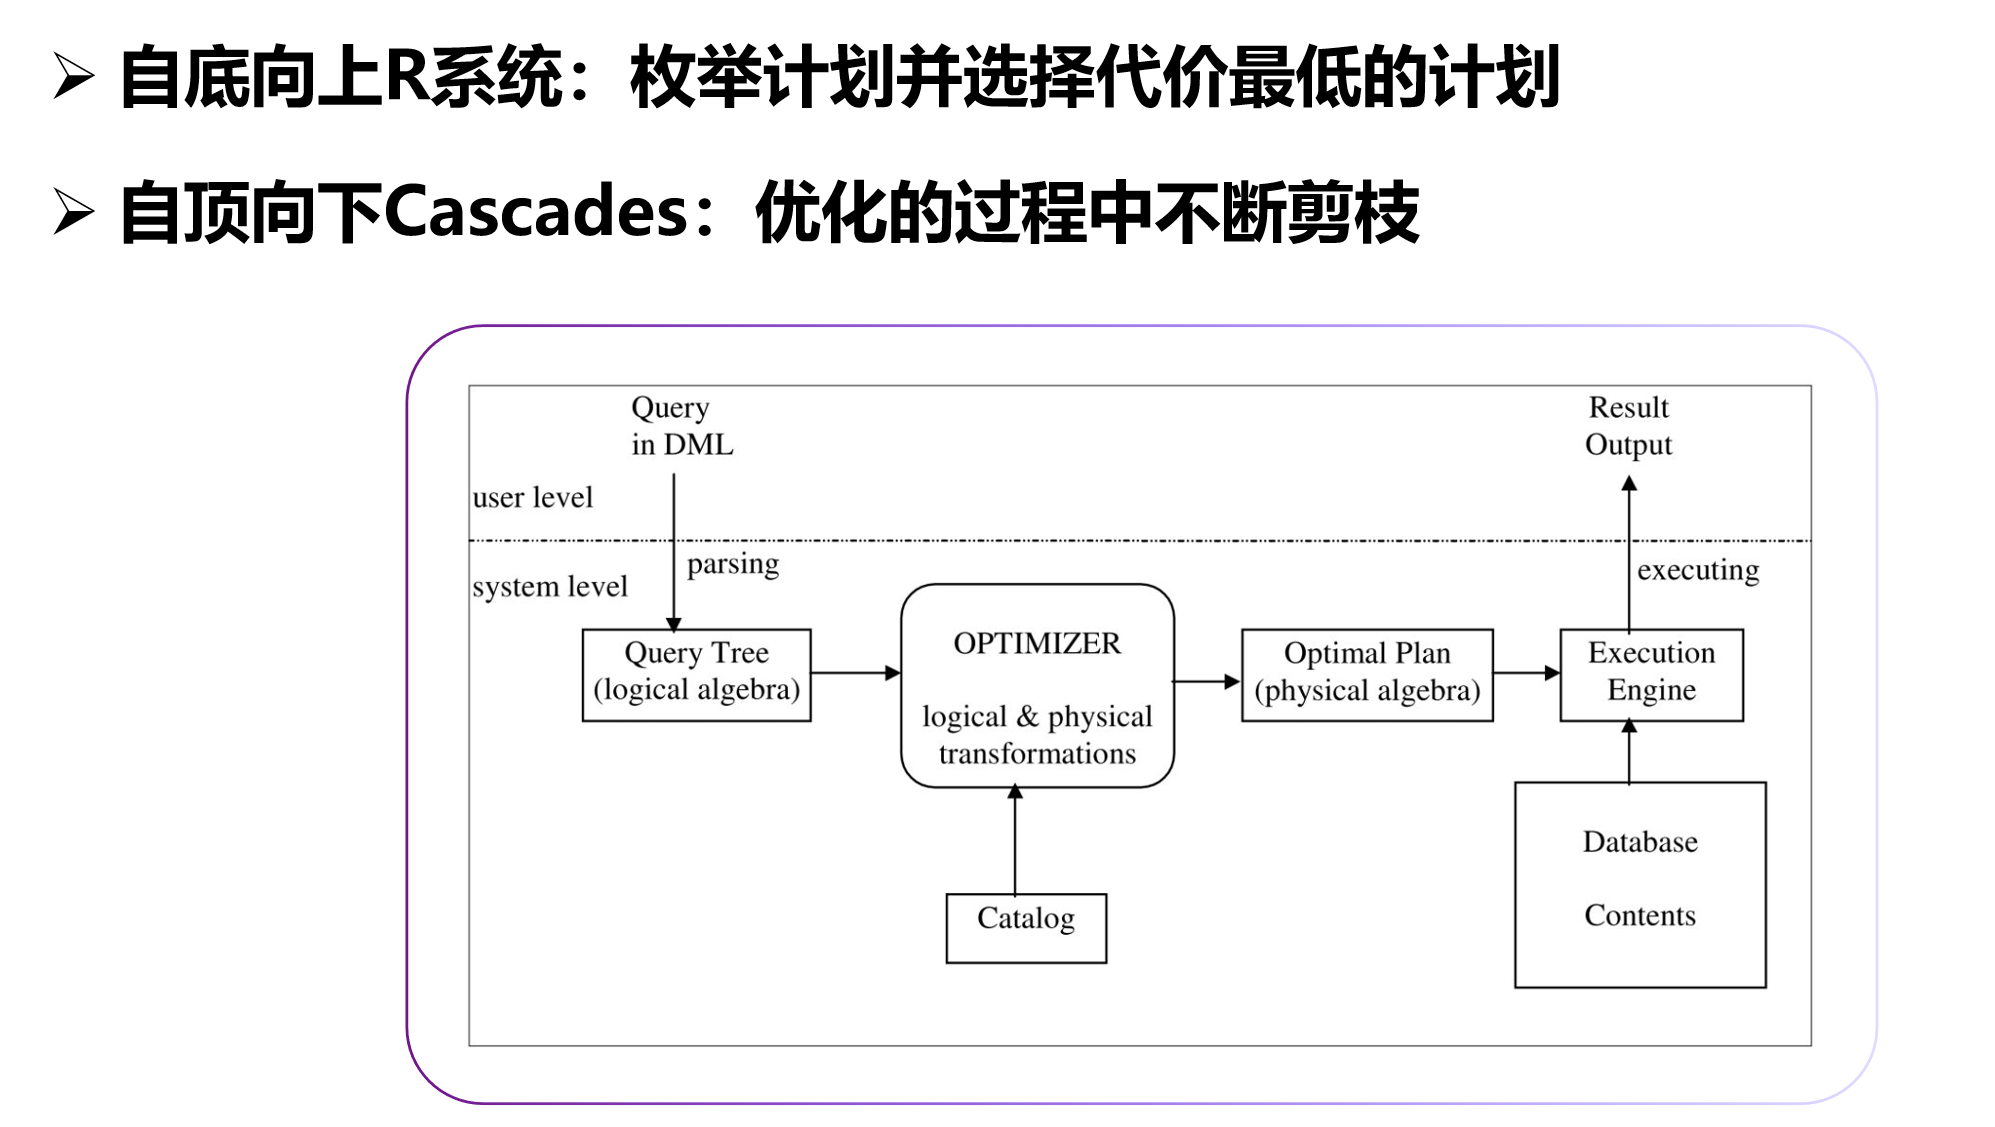 自底向上R系统：枚举计划并选择代价最低的计划
自顶向下Cascades：优化的过程中不断剪枝
Query
in DML
Result
Output
user level
parsing
executing
system level
Query Tree
(logical algebra)
OPTIMIZER
logical & physical
transformations
Optimal Plan
(physical algebra)
Execution
Engine
Catalog
Database
Contents